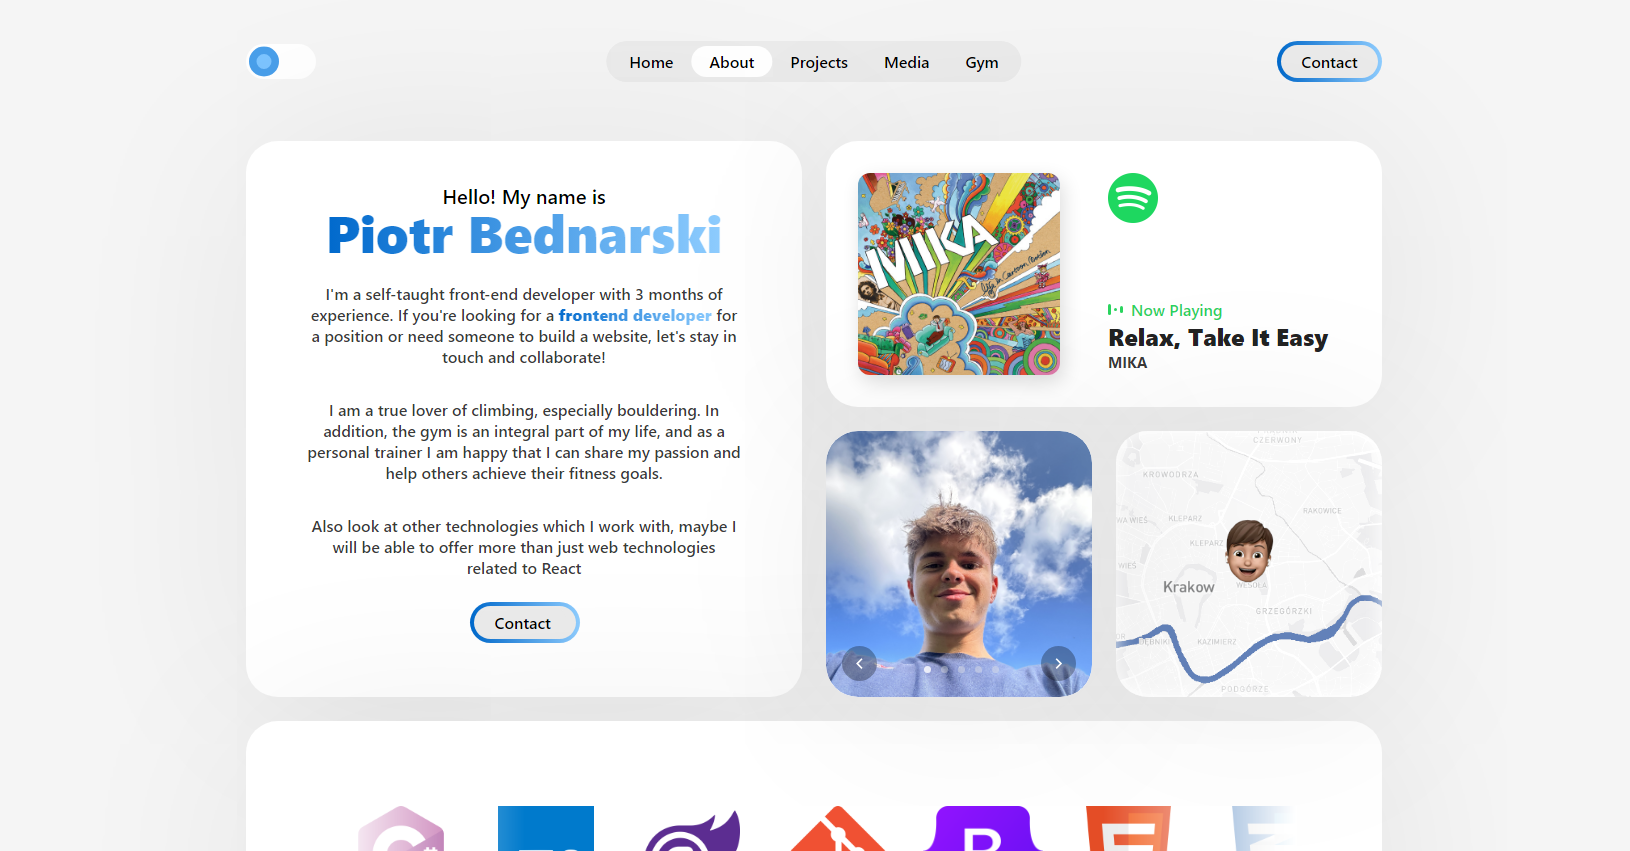 Home
About
Projects
Media
Gym
Contact
Hello! My name is
Piotr Bednarski
I'm a self-taught front-end developer with 3 months of
experience. If you're looking for a frontend developer for
a position or need someone to build a website, let's stay in
touch and collaborate!
I am a true lover of climbing, especially bouldering. In
addition, the gym is an integral part of my life, and as a
personal trainer I am happy that I can share my passion and
help others achieve their fitness goals.
Also look at other technologies which I work with, maybe I
will be able to offer more than just web technologies
related to React
Contact
MIKA
Life in Cartoon Motion
Now Playing
Relax, Take It Easy
MIKA
CZERWONY
KROWODRZA
RAKOWICE
NA WIEŚ
KLEPARZ
KLEPARZ
WIEŚ
Krakow
WESOŁA
GRZEGÓRZKI
DĘBNIKI
KAZIMIERZ
PODGÓRZE
C#
B